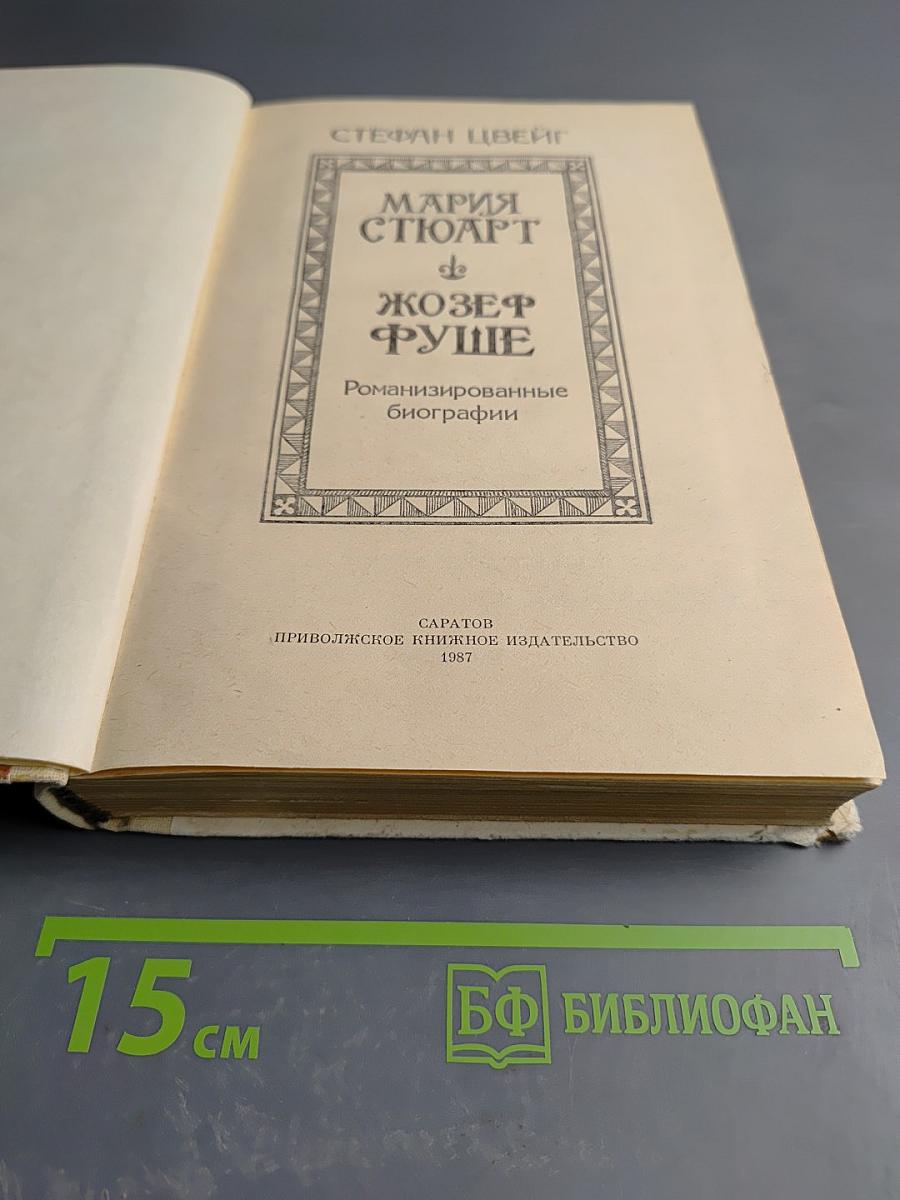 СТЕФАН ЦВЕЙГ
МАРИЯ
СТЮАРТ
ЖОЗЕФ
ФУШЕ
Романизированные
биографии
САРАТОВ
ПРИВОЛЖСКОЕ КНИЖНОЕ ИЗДАТЕЛЬСТВО
1987
15 см
БФ БИБЛИОФАН